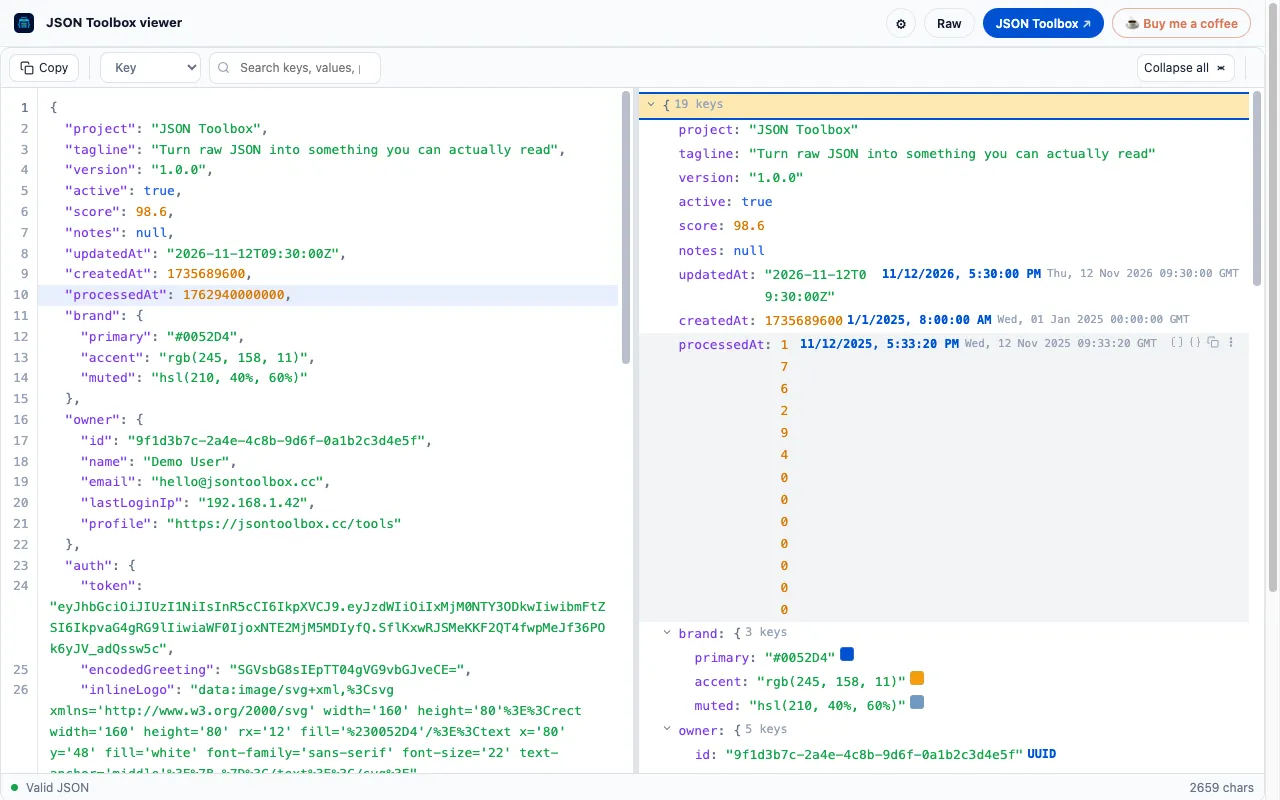 JSON Toolbox viewer
Raw
JSON Toolbox ↗
☕ Buy me a coffee
Copy
Key
Search keys, values,
Collapse all
1 {
2 "project": "JSON Toolbox",
3 "tagline": "Turn raw JSON into something you can actually read",
4 "version": "1.0.0",
5 "active": true,
6 "score": 98.6,
7 "notes": null,
8 "updatedAt": "2026-11-12T09:30:00Z",
9 "createdAt": 1735689600,
10 "processedAt": 1762940000000,
11 "brand": {
12 "primary": "#0052D4",
13 "accent": "rgb(245, 158, 11)",
14 "muted": "hsl(210, 40%, 60%)"
15 },
16 "owner": {
17 "id": "9f1d3b7c-2a4e-4c8b-9d6f-0a1b2c3d4e5f",
18 "name": "Demo User",
19 "email": "hello@jsontoolbox.cc",
20 "lastLoginIp": "192.168.1.42",
21 "profile": "https://jsontoolbox.cc/tools"
22 },
23 "auth": {
24 "token":
"eyJhbGciOiJIUzI1NiIsInR5cCI6IkpXVCJ9.eyJzdWIiOiIxMjM0NTY3ODkwIiwibmFtZ
SI6IkpvaG4gRG9lIiwiaWF0IjoxNTE2MjM5MDIyfQ.SflKxwRJSMeKKF2QT4fwpMeJf36PO
k6yJV_adQssw5c",
25 "encodedGreeting": "SGVsbG8sIEpTT04gVG9vbGJveCE=",
26 "inlineLogo": "data:image/svg+xml,%3Csvg
xmlns='http://www.w3.org/2000/svg' width='160' height='80'%3E%3Crect
width='160' height='80' rx='12' fill='%230052D4'/%3E%3Ctext x='80'
y='48' fill='white' font-family='sans-serif' font-size='22' text-
anchor='middle'%3E%7B %7D%3C/text%3E%3C/svg%3E"
{ 19 keys
project: "JSON Toolbox"
tagline: "Turn raw JSON into something you can actually read"
version: "1.0.0"
active: true
score: 98.6
notes: null
updatedAt: "2026-11-12T0 11/12/2026, 5:30:00 PM Thu, 12 Nov 2026 09:30:00 GMT
9:30:00Z"
createdAt: 1735689600 1/1/2025, 8:00:00 AM Wed, 01 Jan 2025 00:00:00 GMT
processedAt: 1 11/12/2025, 5:33:20 PM Wed, 12 Nov 2025 09:33:20 GMT [] {}
7
6
2
9
4
0
0
0
0
0
0
0
brand: { 3 keys
primary: "#0052D4"
accent: "rgb(245, 158, 11)"
muted: "hsl(210, 40%, 60%)"
owner: { 5 keys
id: "9f1d3b7c-2a4e-4c8b-9d6f-0a1b2c3d4e5f" UUID
Valid JSON
2659 chars